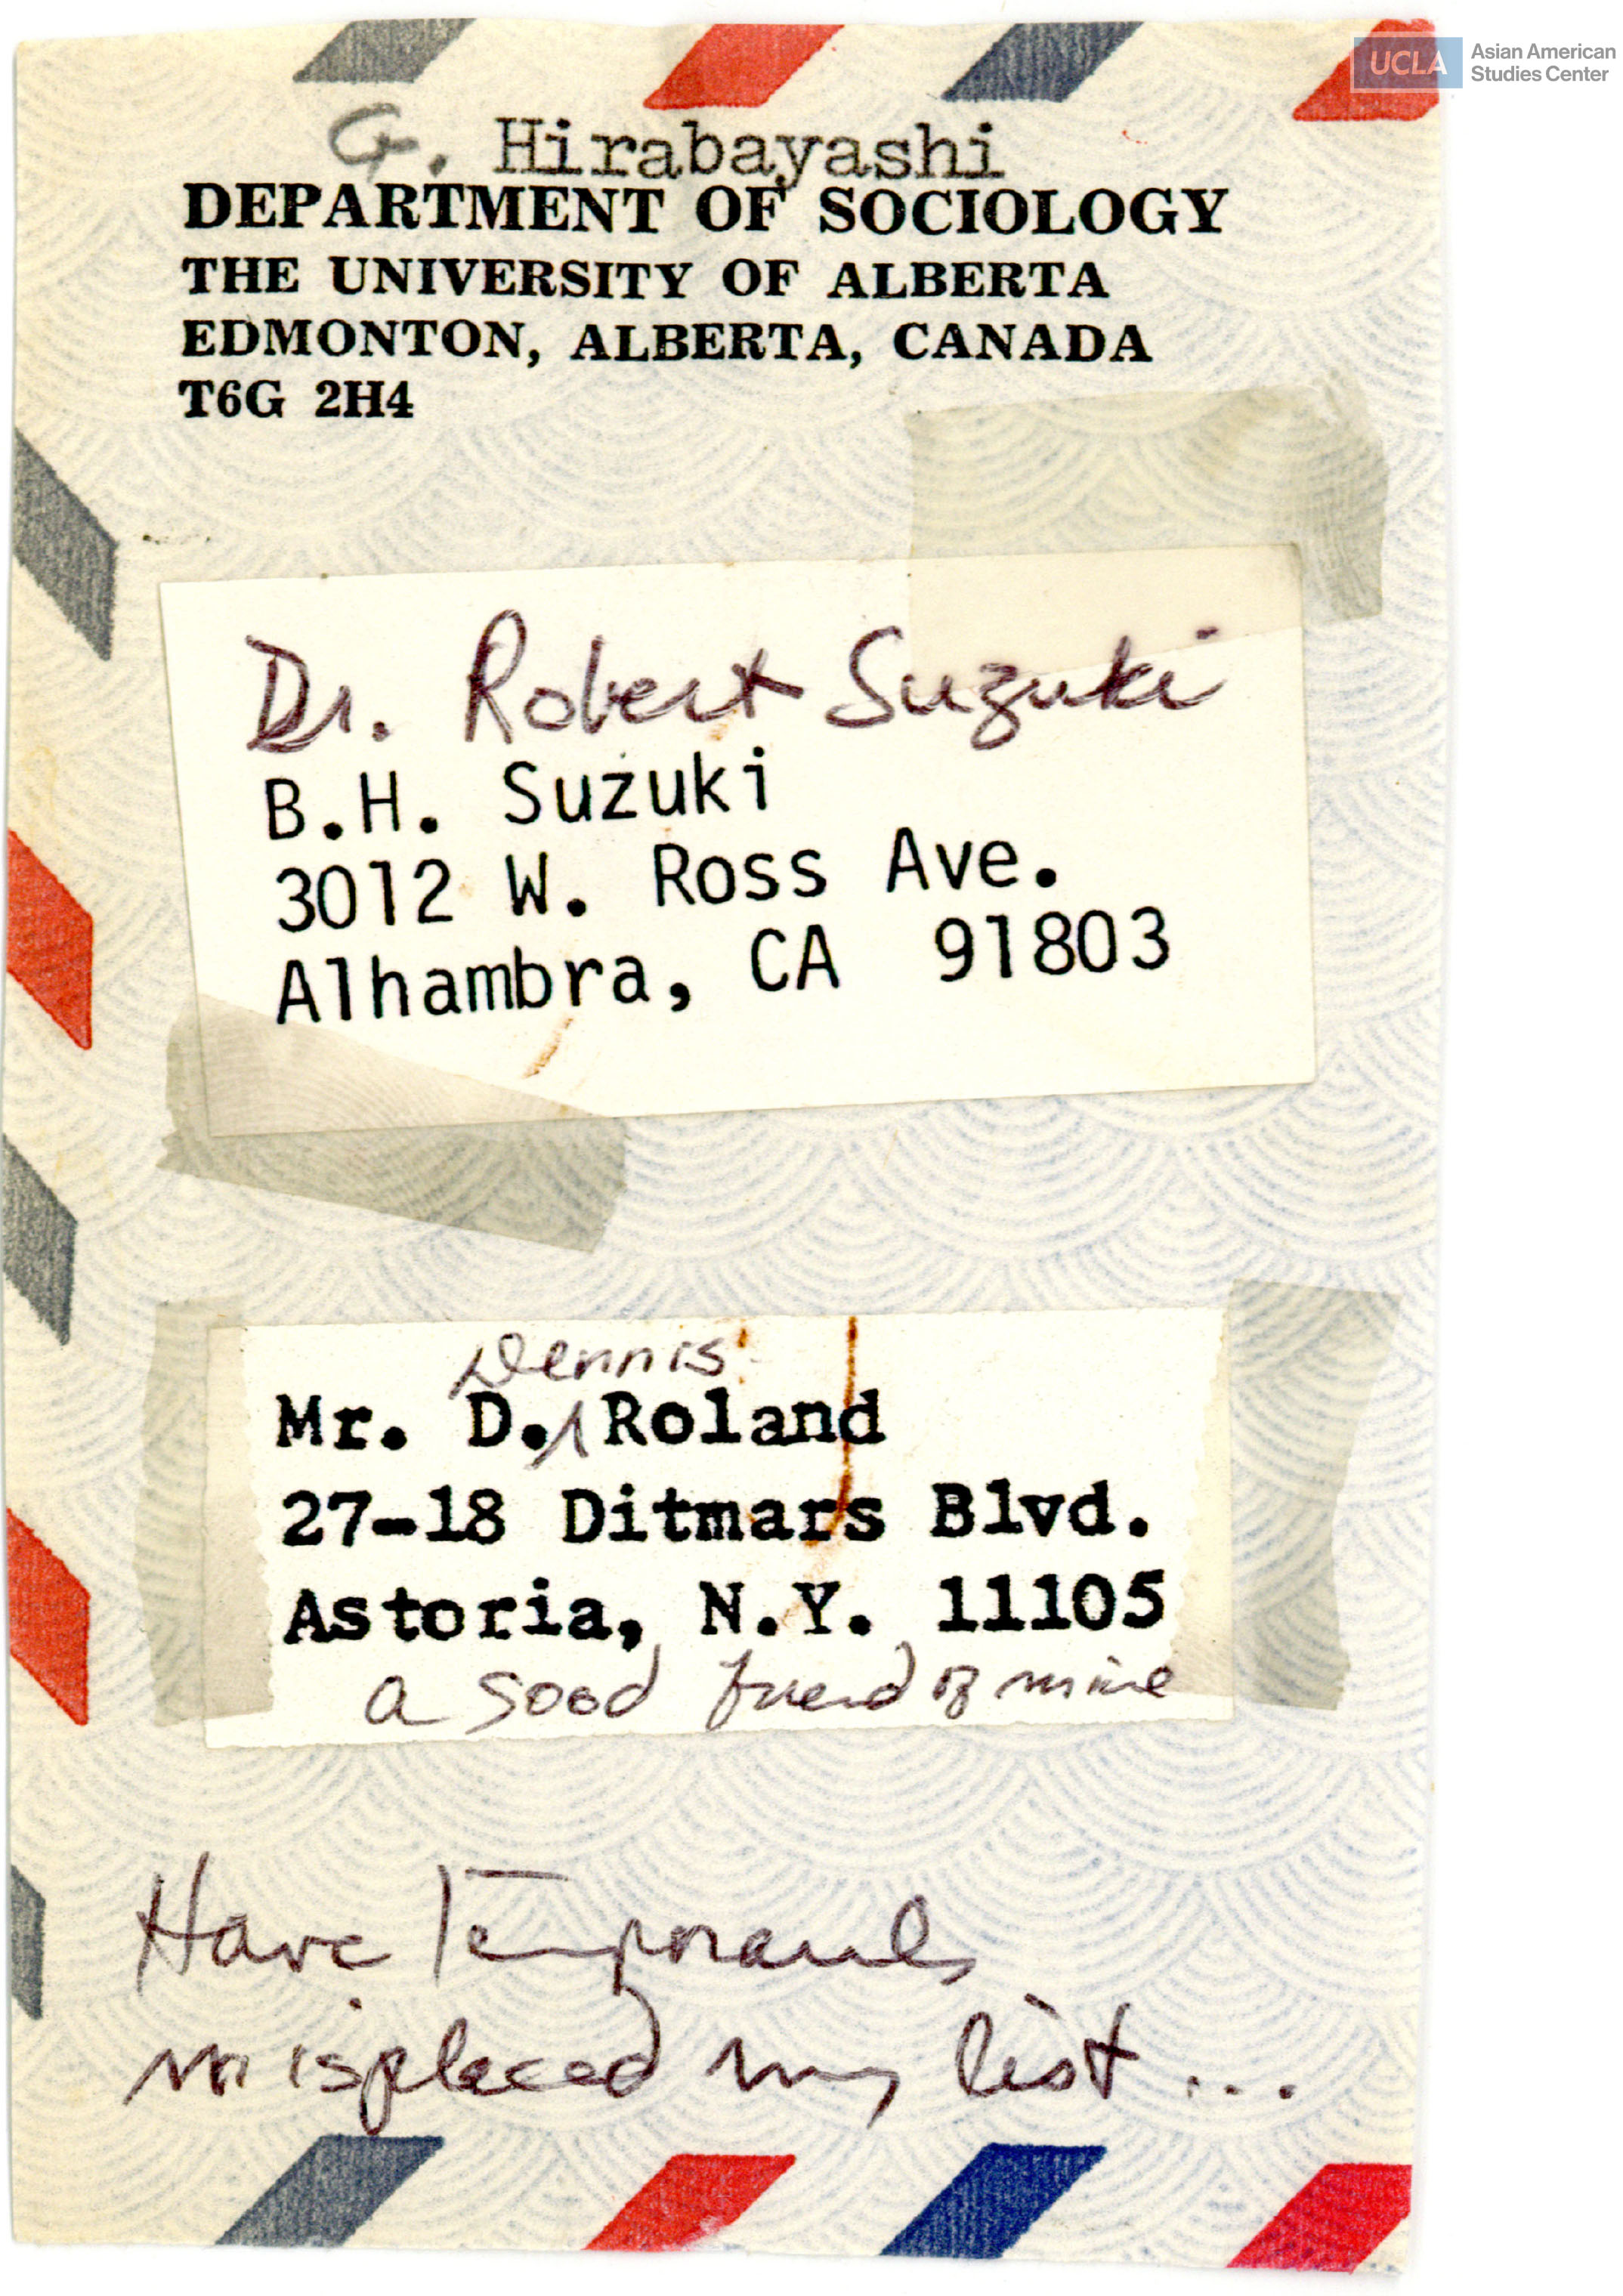 UCLA Asian American
Studies Center
G. Hirabayashi
DEPARTMENT OF SOCIOLOGY
THE UNIVERSITY OF ALBERTA
EDMONTON, ALBERTA, CANADA
T6G 2H4
Dr. Robert Suzuki
B.H. Suzuki
3012 W. Ross Ave.
Alhambra, CA 91803
Dennis
Mr. D. Roland
27-18 Ditmars Blvd.
Astoria, N.Y. 11105
a good friend of mine
Have temporarily
misplaced my list...